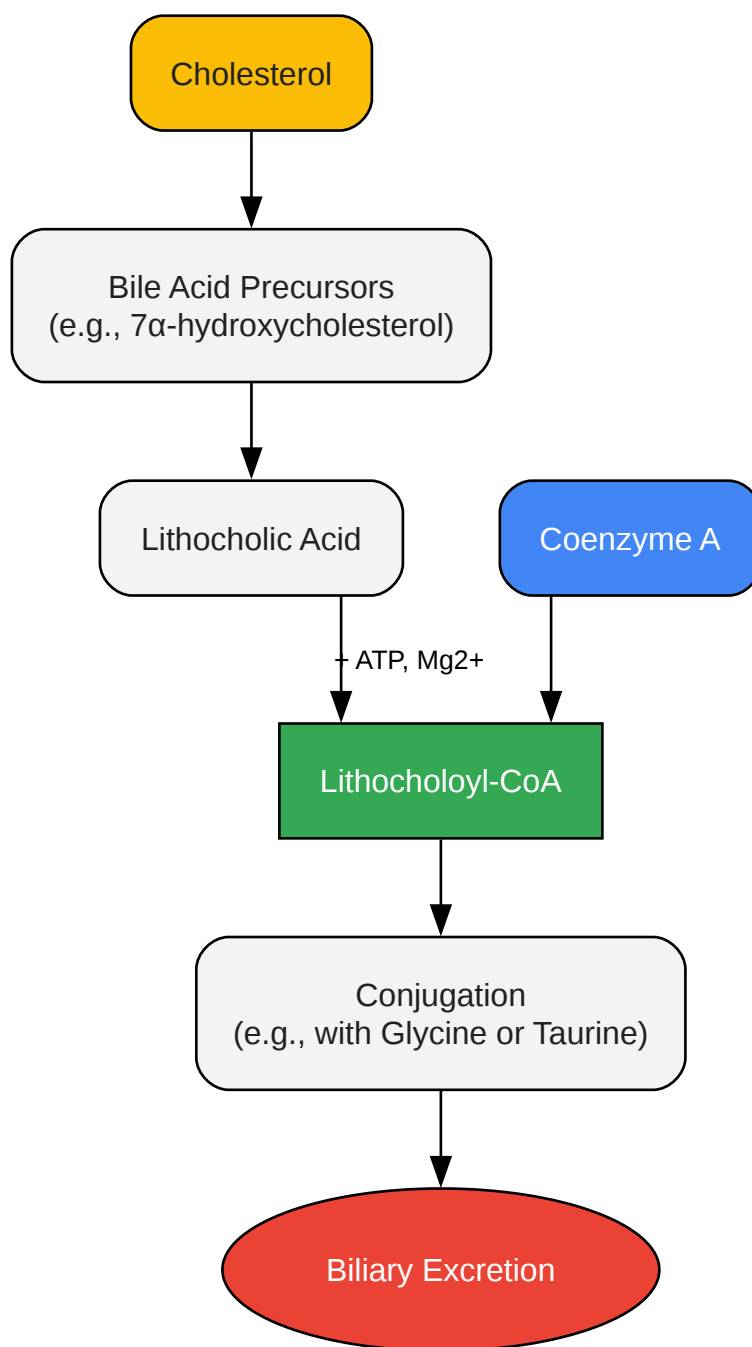 Cholesterol
Bile Acid Precursors
(e.g., 7α-hydroxycholesterol)
Lithocholic Acid
Coenzyme A
+ ATP, Mg2+
Lithocholoyl-CoA
Conjugation
(e.g., with Glycine or Taurine)
Biliary Excretion